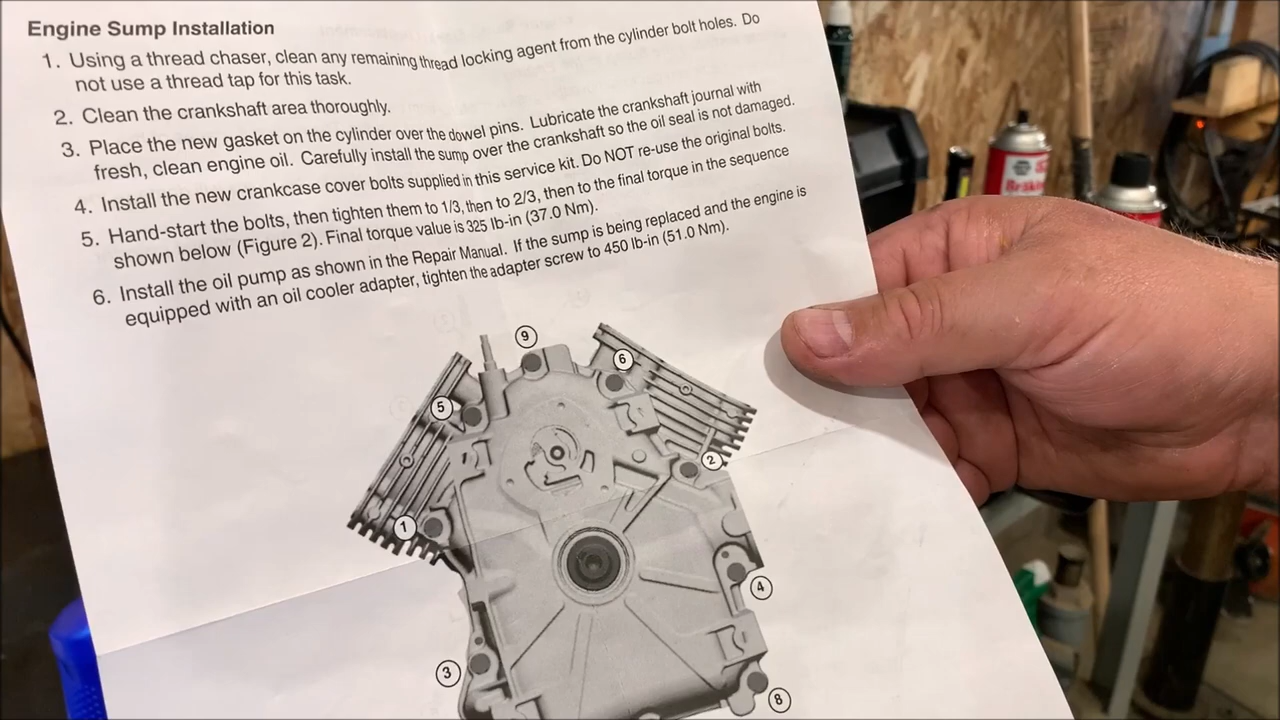 Engine Sump Installation
1. Using a thread chaser, clean any remaining thread locking agent from the cylinder bolt holes. Do
not use a thread tap for this task.
2. Clean the crankshaft area thoroughly.
3. Place the new gasket on the cylinder over the dowel pins. Lubricate the crankshaft journal with
fresh, clean engine oil. Carefully install the sump over the crankshaft so the oil seal is not damaged.
4. Install the new crankcase cover bolts supplied in this service kit. Do NOT re-use the original bolts.
5. Hand-start the bolts, then tighten them to 1/3, then to 2/3, then to the final torque in the sequence
shown below (Figure 2). Final torque value is 325 lb-in (37.0 Nm).
6. Install the oil pump as shown in the Repair Manual. If the sump is being replaced and the engine is
equipped with an oil cooler adapter, tighten the adapter screw to 450 lb-in (51.0 Nm).
9
6
5
2
1
4
3
8